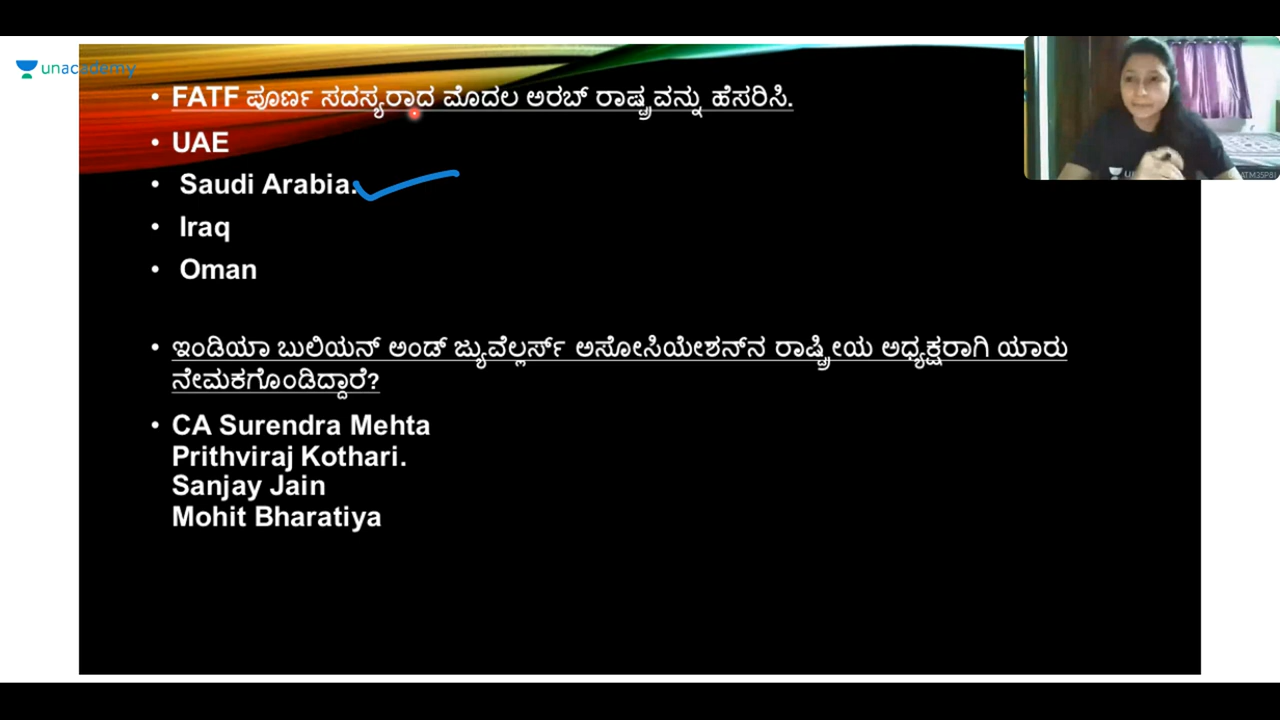 unacademy
• FATF ಪೂರ್ಣ ಸದಸ್ಯರಾದ ಮೊದಲ ಅರಬ್ ರಾಷ್ಟ್ರವನ್ನು ಹೆಸರಿಸಿ.
• UAE
• Saudi Arabia.
• Iraq
• Oman
• ಇಂಡಿಯಾ ಬುಲಿಯನ್ ಅಂಡ್ ಜ್ಯುವೆಲ್ಲರ್ಸ್ ಅಸೋಸಿಯೇಶನ್‌ನ ರಾಷ್ಟ್ರೀಯ ಅಧ್ಯಕ್ಷರಾಗಿ ಯಾರು
ನೇಮಕಗೊಂಡಿದ್ದಾರೆ?
• CA Surendra Mehta
Prithviraj Kothari.
Sanjay Jain
Mohit Bharatiya